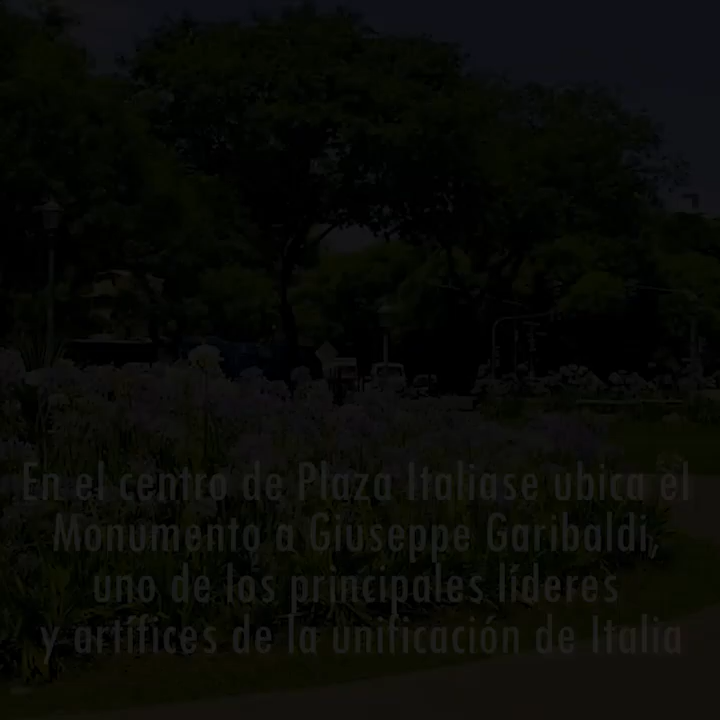 En el centro de Plaza Italiase ubica el
Monumento a Giuseppe Garibaldi,
uno de los principales líderes
y artífices de la unificación de Italia